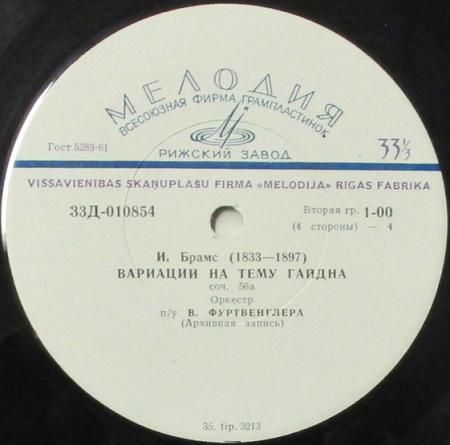 МЕЛОДИЯ
ВСЕСОЮЗНАЯ ФИРМА ГРАМПЛАСТИНОК
Гост 5289-61
РИЖСКИЙ ЗАВОД
33⅓
VISSAVIENĪBAS SKAŅUPLAŠU FIRMA «MELODIJA» RĪGAS FABRIKA
33Д-010854
Вторая гр. 1-00
(4 стороны) — 4
И. Брамс (1833—1897)
ВАРИАЦИИ НА ТЕМУ ГАЙДНА
соч. 56а
Оркестр
п/у В. ФУРТВЕНГЛЕРА
(Архивная запись)
35. tip. 3213